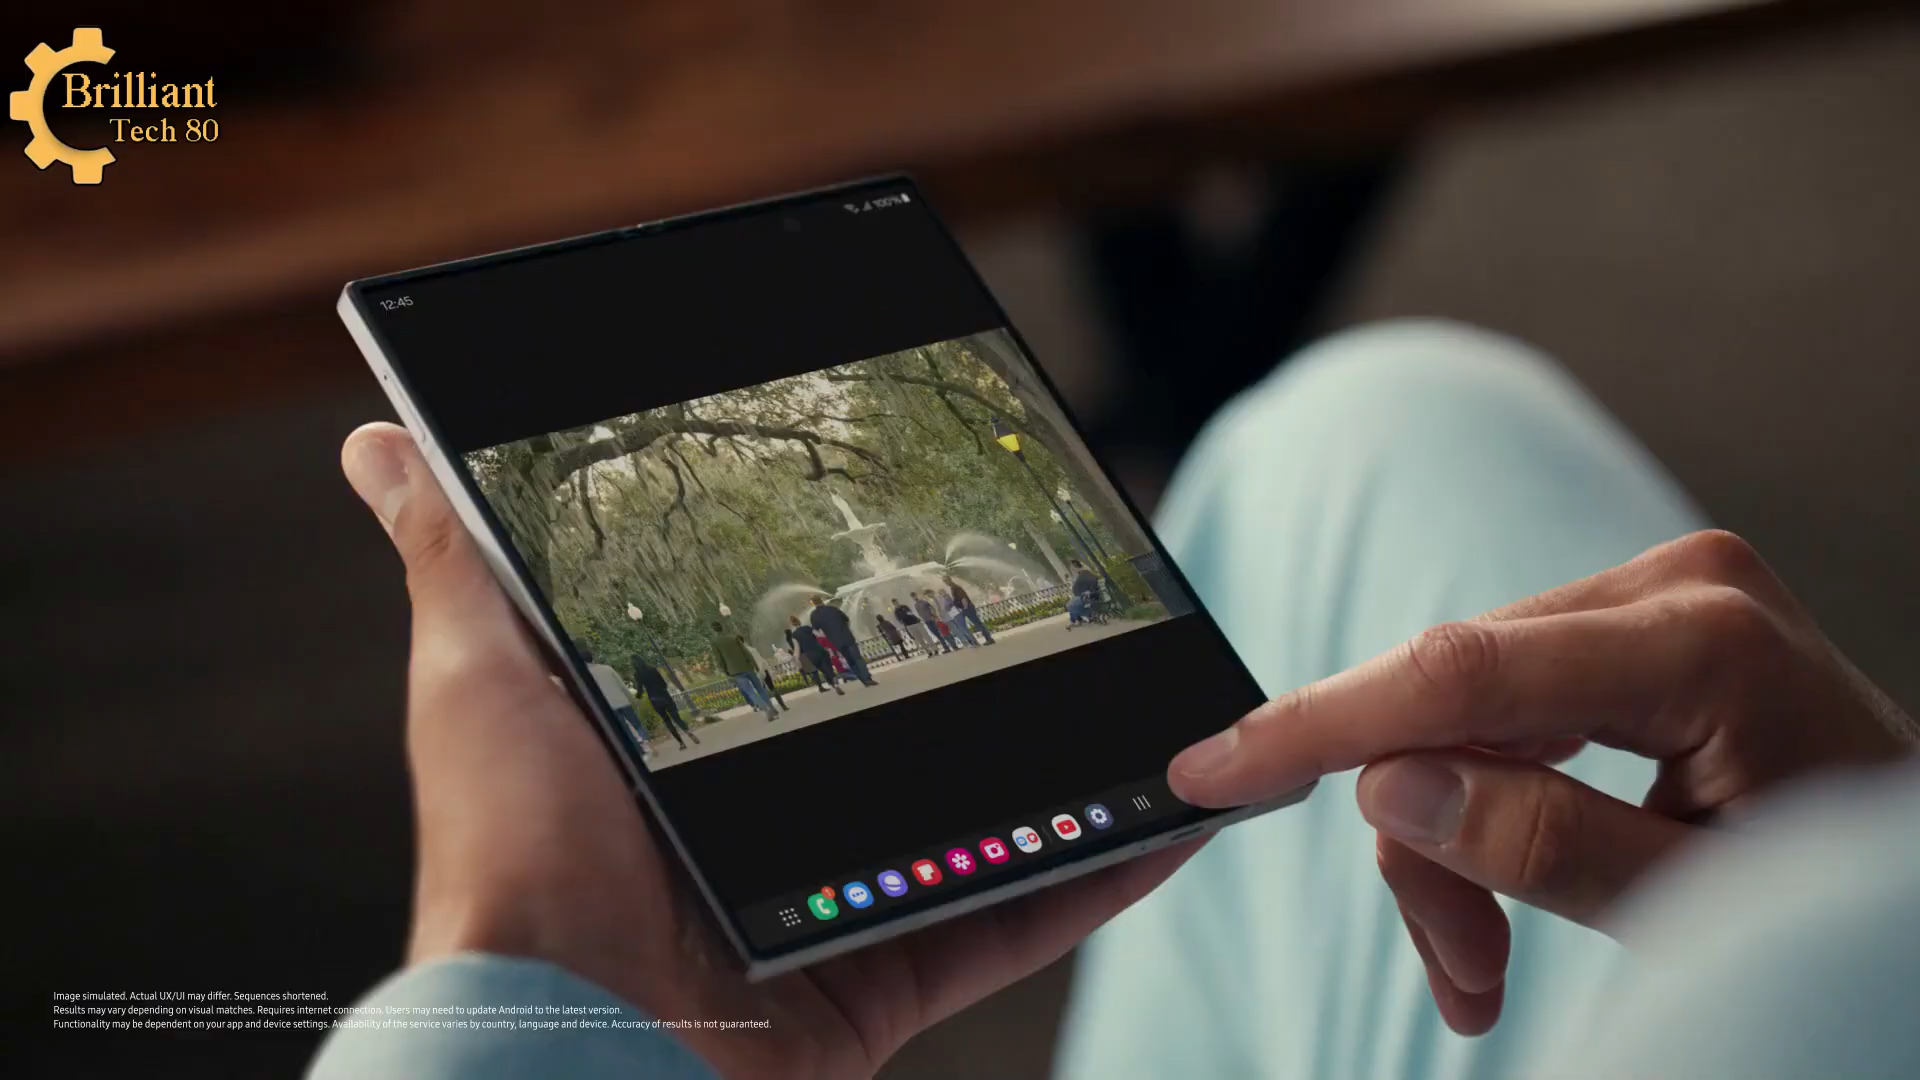 Brilliant
Tech 80
100%
12:45
Image simulated. Actual UX/UI may differ. Sequences shortened.
Results may vary depending on visual matches. Requires internet connection. Users may need to update Android to the latest version.
Functionality may be dependent on your app and device settings. Availability of the service varies by country, language and device. Accuracy of results is not guaranteed.